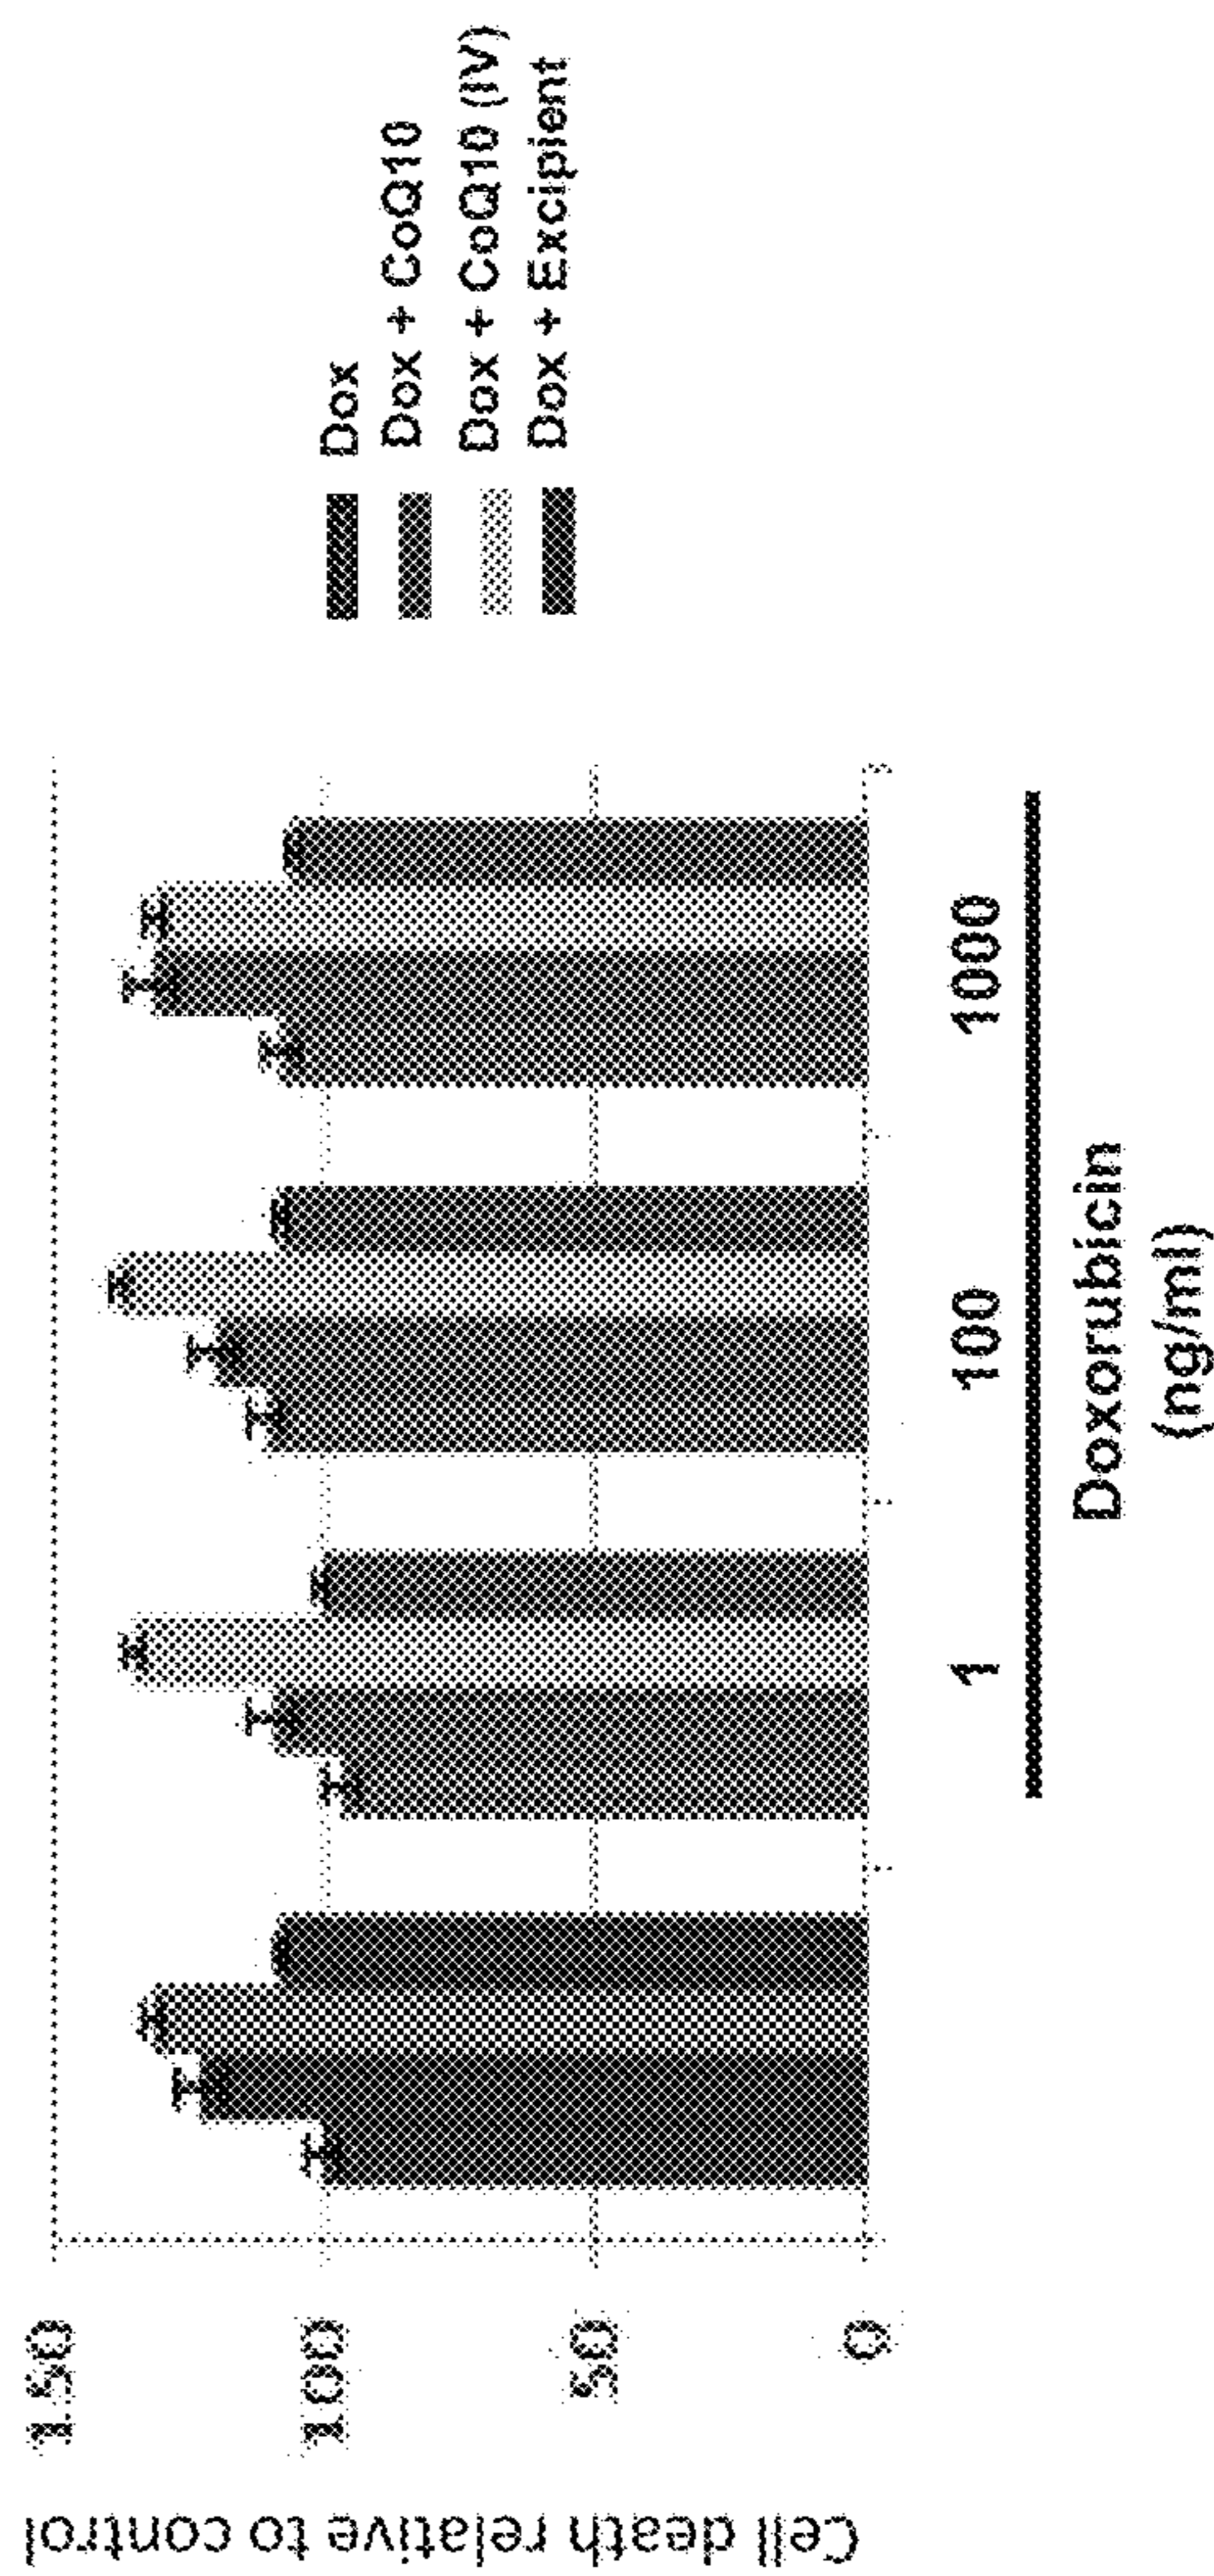 Cell death relative to control
150
100
50
0
1
100
1000
Doxorubicin
(ng/ml)
Dox
Dox + CoQ10
Dox + CoQ10 (IV)
Dox + Excipient